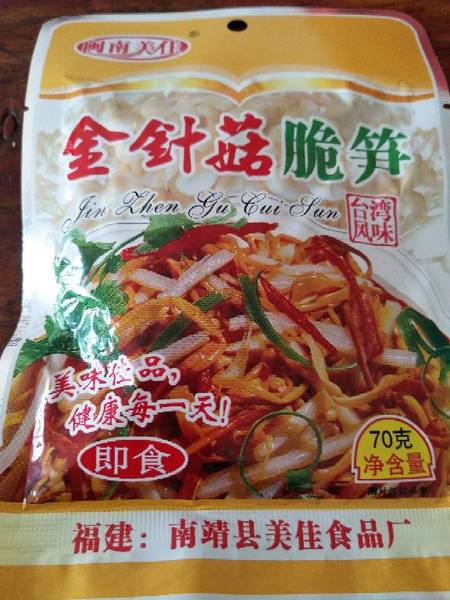 闽南美佳®
金针菇脆笋
Jin Zhen Gu Cui Sun
台湾
风味
美味佳品,
健康每一天!
即食
70克
净含量
福建：南靖县美佳食品厂